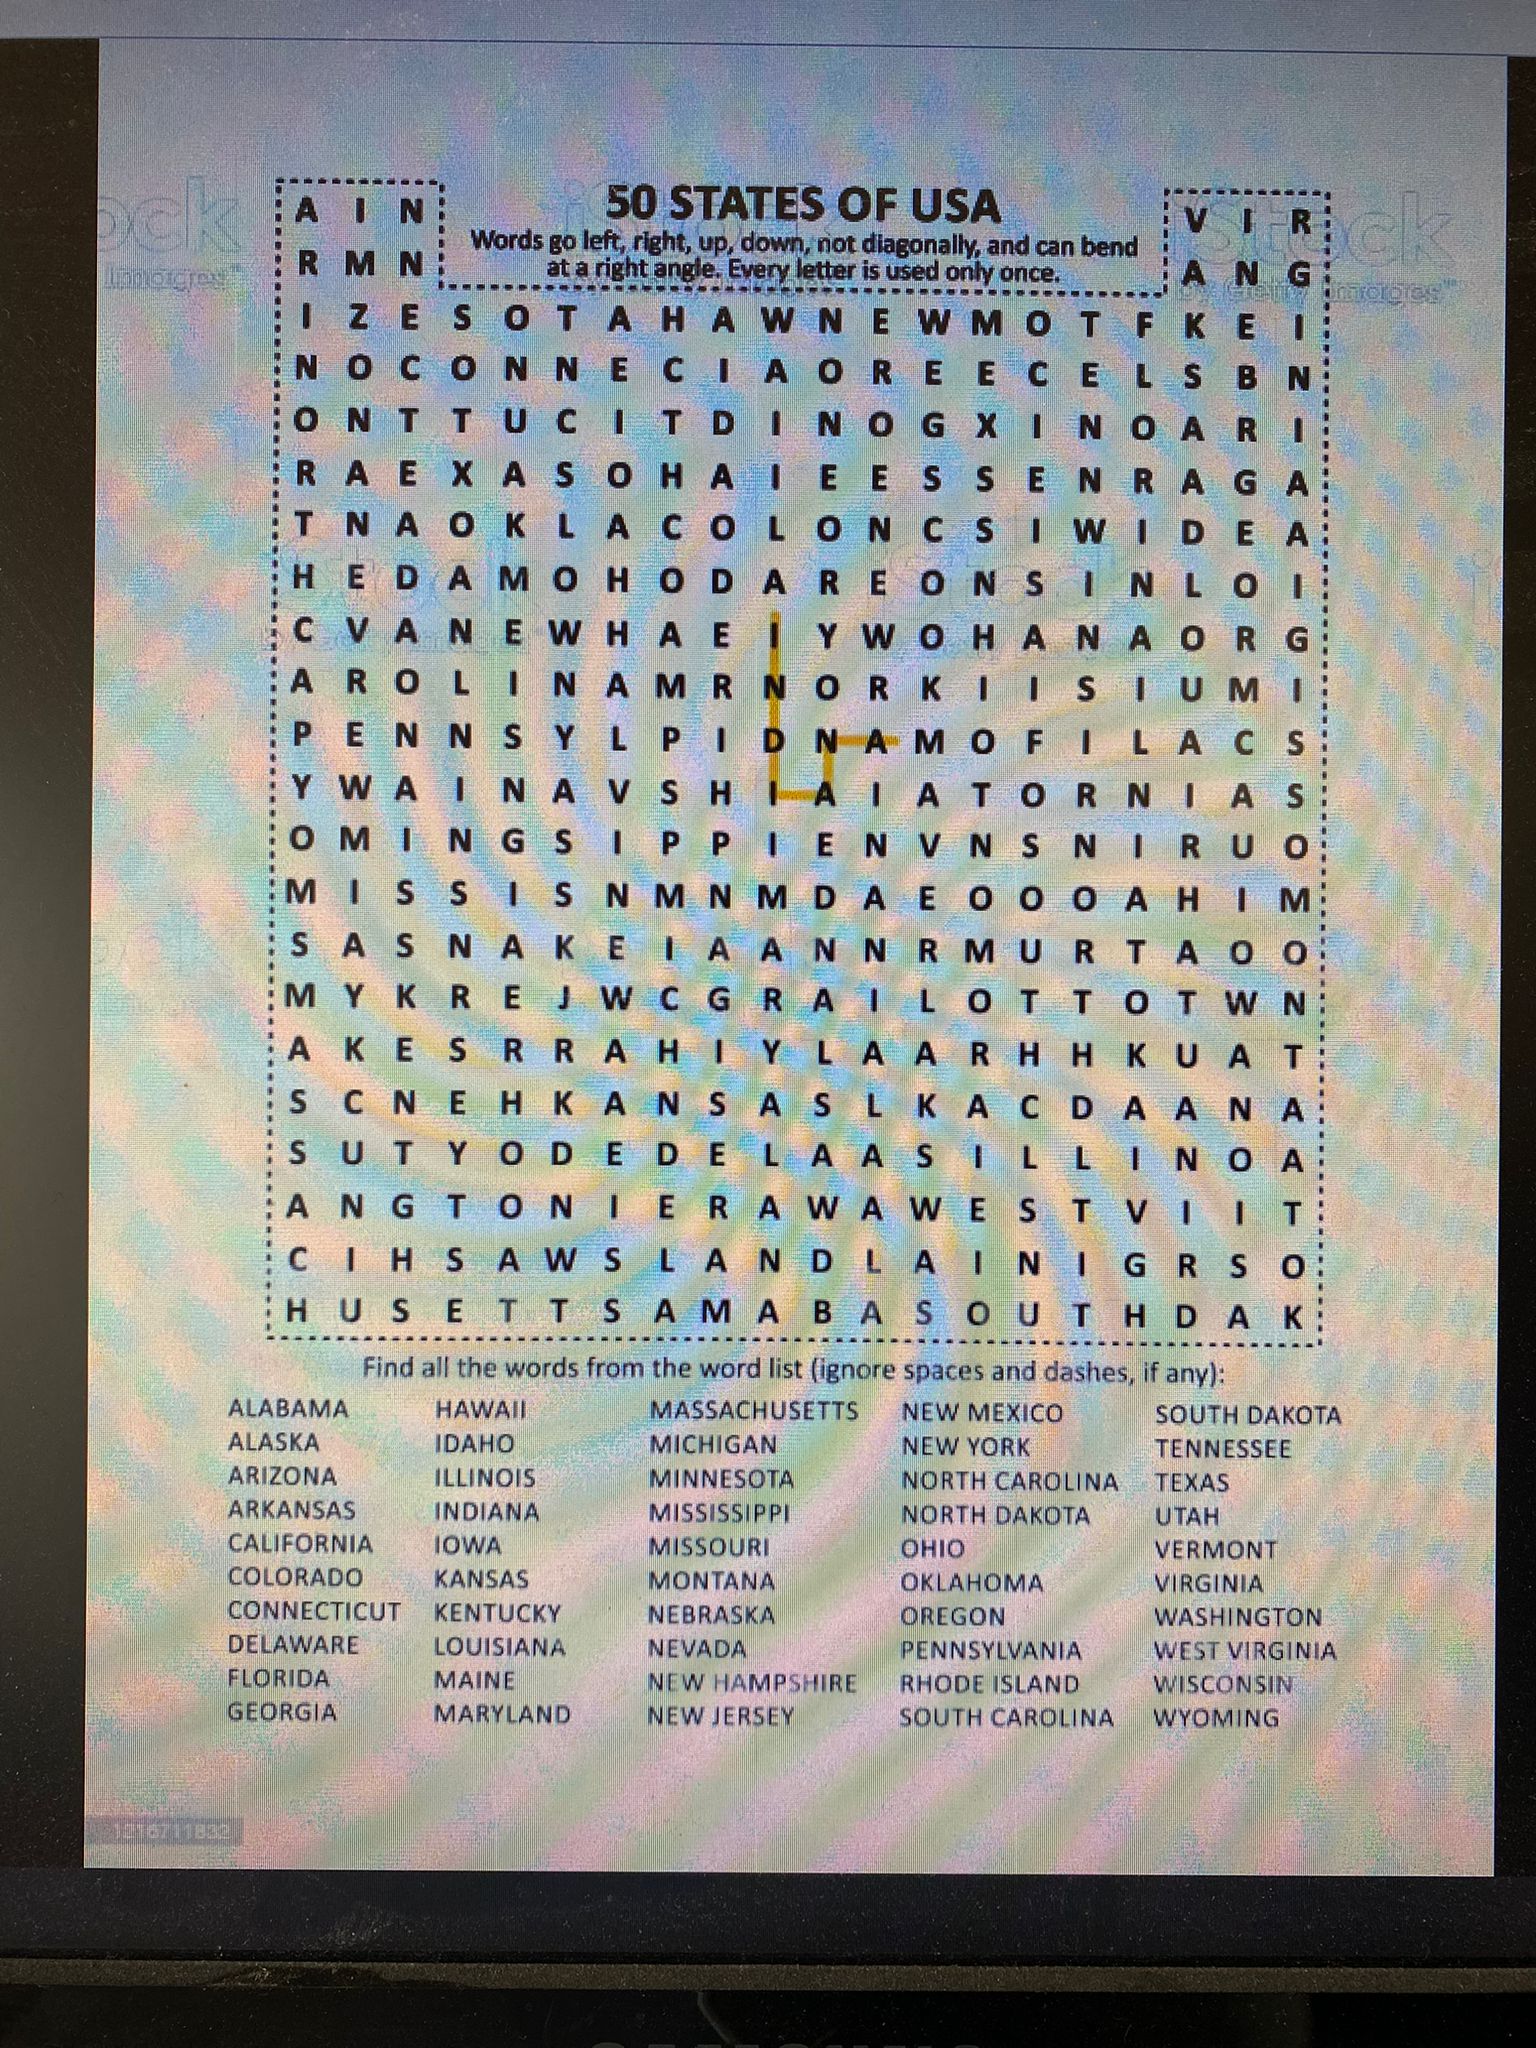 A I N
R M N
50 STATES OF USA
Words go left, right, up, down, not diagonally, and can bend
at a right angle. Every letter is used only once.
V I R
A N G
I Z E S O T A H A W N E W M O T F K E I
N O C O N N E C I A O R E E C E L S B N
O N T T U C I T D I N O G X I N O A R I
R A E X A S O H A I E E S S E N R A G A
T N A O K L A C O L O N C S I W I D E A
H E D A M O H O D A R E O N S I N L O I
C V A N E W H A E I Y W O H A N A O R G
A R O L I N A M R N O R K I I S I U M I
P E N N S Y L P I D N A M O F I L A C S
Y W A I N A V S H I A I A T O R N I A S
O M I N G S I P P I E N V N S N I R U O
M I S S I S N M N M D A E O O O A H I M
S A S N A K E I A A N N R M U R T A O O
M Y K R E J W C G R A I L O T T O T W N
A K E S R R A H I Y L A A R H H K U A T
S C N E H K A N S A S L K A C D A A N A
S U T Y O D E D E L A A S I L L I N O A
A N G T O N I E R A W A W E S T V I I T
C I H S A W S L A N D L A I N I G R S O
H U S E T T S A M A B A S O U T H D A K
Find all the words from the word list (ignore spaces and dashes, if any):
ALABAMA HAWAII MASSACHUSETTS NEW MEXICO SOUTH DAKOTA
ALASKA IDAHO MICHIGAN NEW YORK TENNESSEE
ARIZONA ILLINOIS MINNESOTA NORTH CAROLINA TEXAS
ARKANSAS INDIANA MISSISSIPPI NORTH DAKOTA UTAH
CALIFORNIA IOWA MISSOURI OHIO VERMONT
COLORADO KANSAS MONTANA OKLAHOMA VIRGINIA
CONNECTICUT KENTUCKY NEBRASKA OREGON WASHINGTON
DELAWARE LOUISIANA NEVADA PENNSYLVANIA WEST VIRGINIA
FLORIDA MAINE NEW HAMPSHIRE RHODE ISLAND WISCONSIN
GEORGIA MARYLAND NEW JERSEY SOUTH CAROLINA WYOMING
1216711832